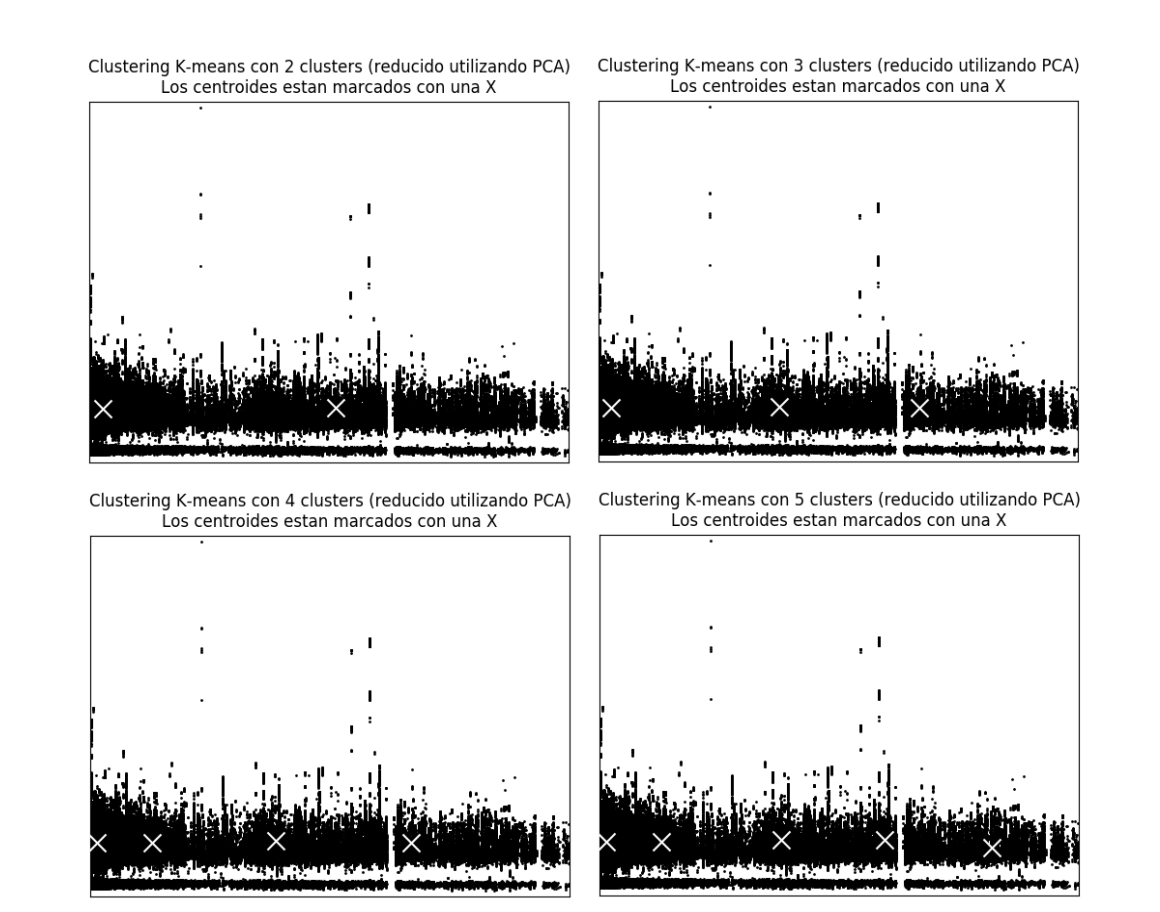 Clustering K-means con 2 clusters (reducido utilizando PCA)
Los centroides estan marcados con una X
Clustering K-means con 3 clusters (reducido utilizando PCA)
Los centroides estan marcados con una X
Clustering K-means con 4 clusters (reducido utilizando PCA)
Los centroides estan marcados con una X
Clustering K-means con 5 clusters (reducido utilizando PCA)
Los centroides estan marcados con una X